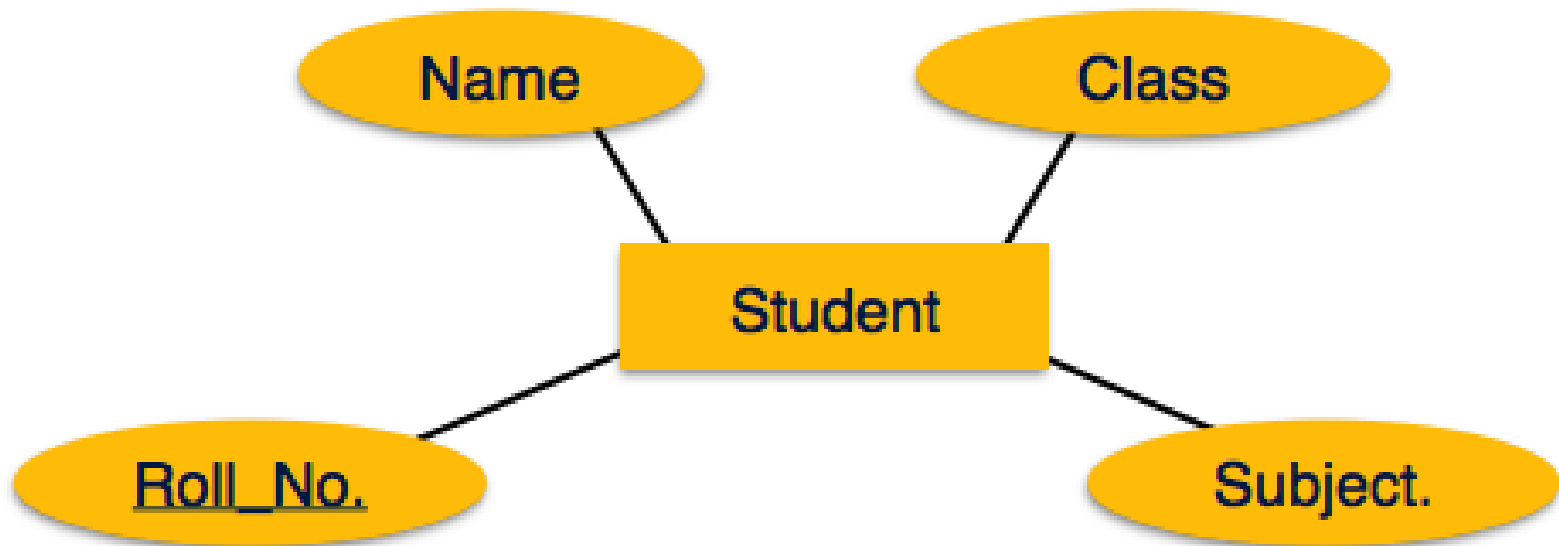 Name
Class
Student
Roll_No.
Subject.